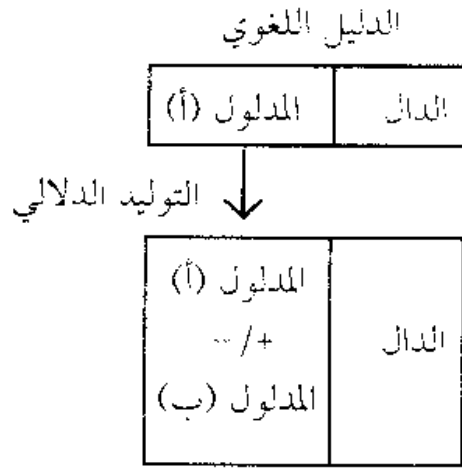 الدليل اللغوي
الدال المدلول (أ)
التوليد الدلالي
المدلول (أ)
الدال +/-
المدلول (ب)